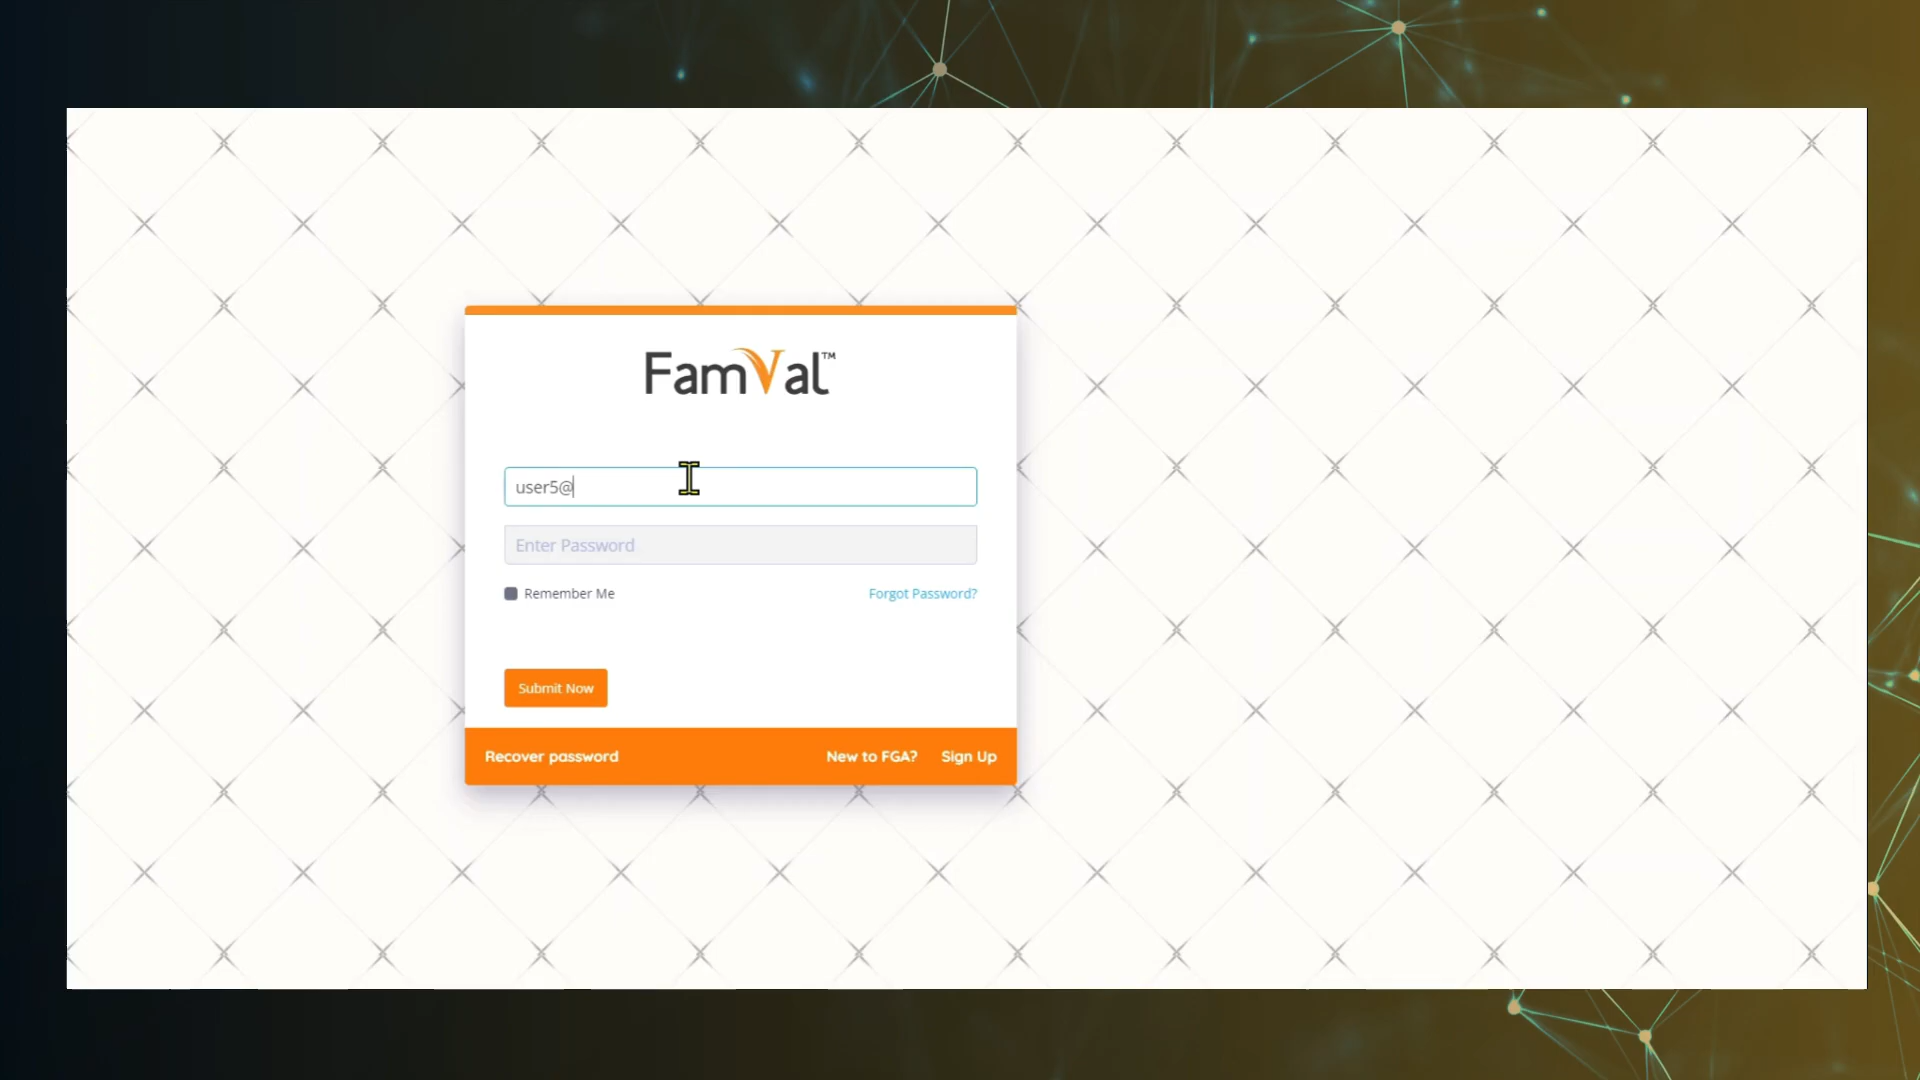 FamVal™
user5@
Enter Password
Remember Me
Forgot Password?
Submit Now
Recover password
New to FGA?
Sign Up